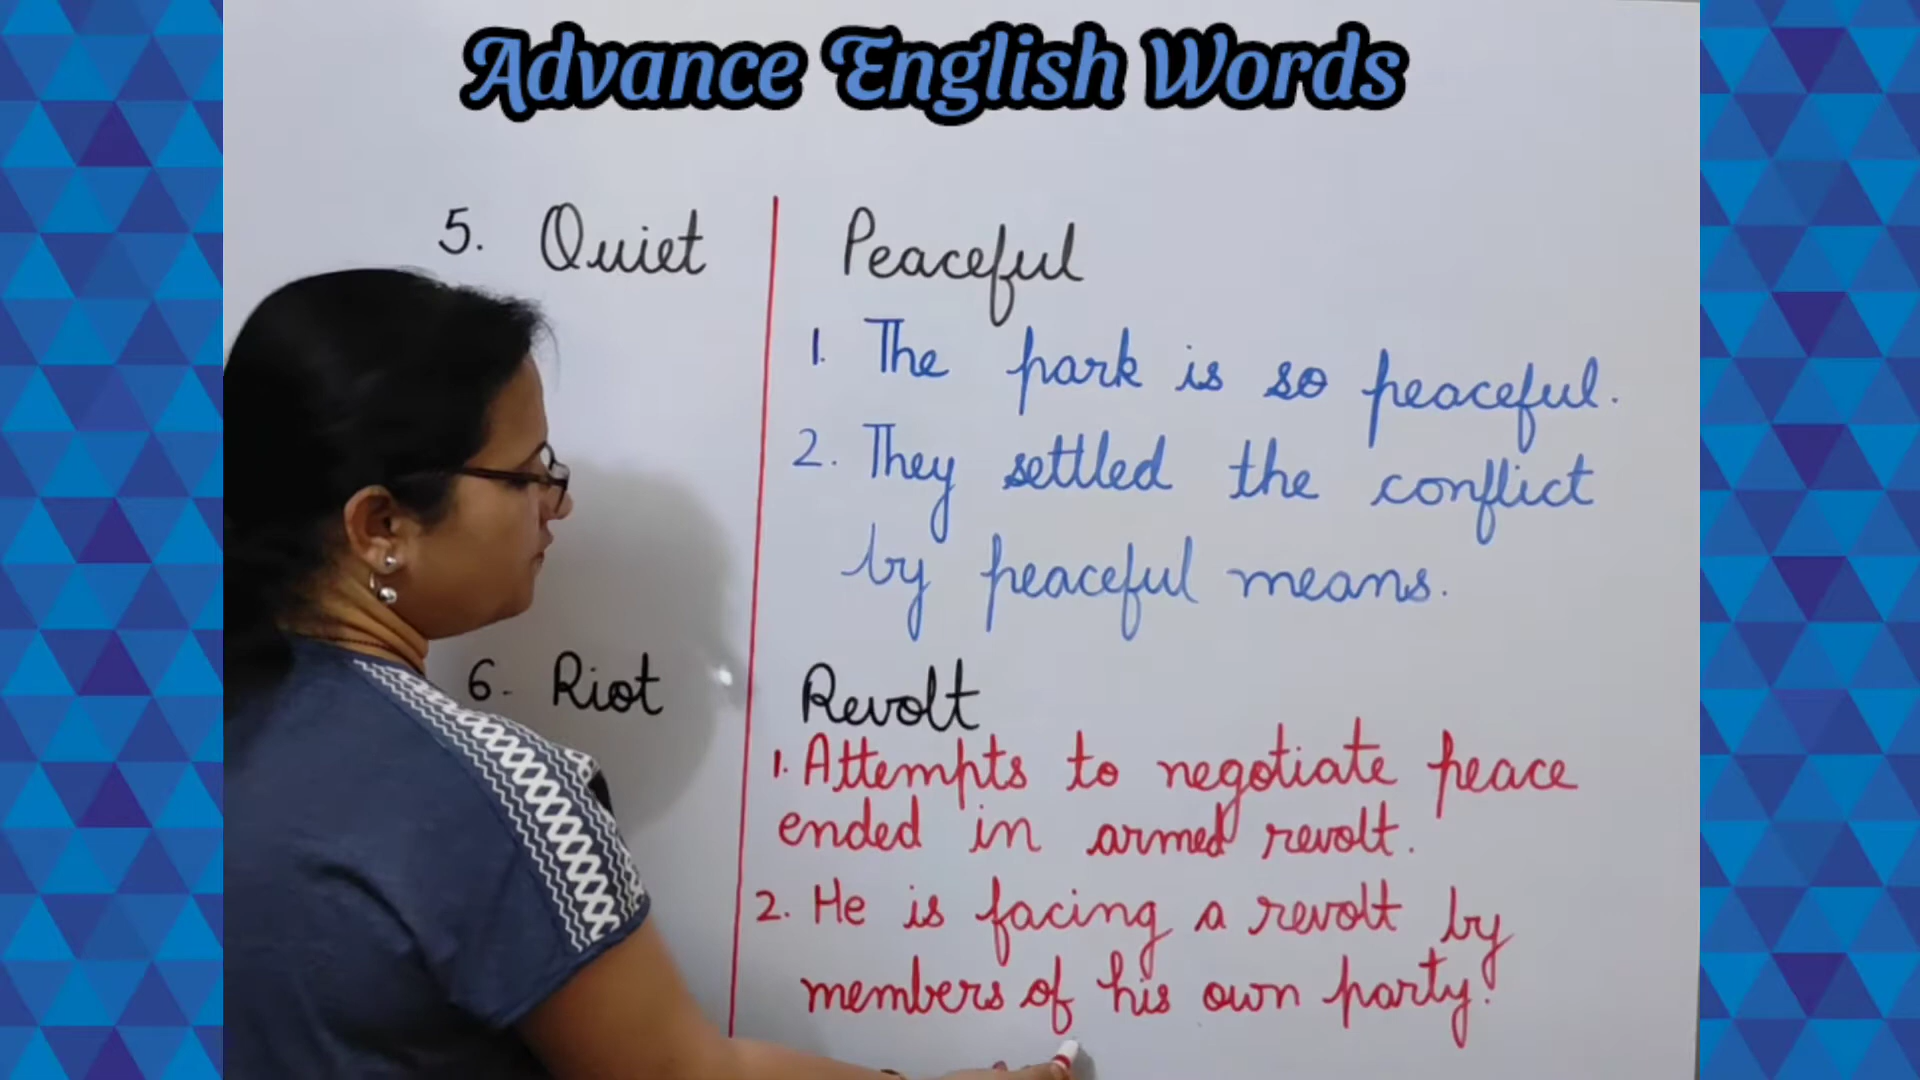 Advance English Words
5. Quiet Peaceful
1. The park is so peaceful.
2. They settled the conflict
by peaceful means.
6. Riot Revolt
1. Attempts to negotiate peace
ended in armed revolt.
2. He is facing a revolt by
members of his own party.